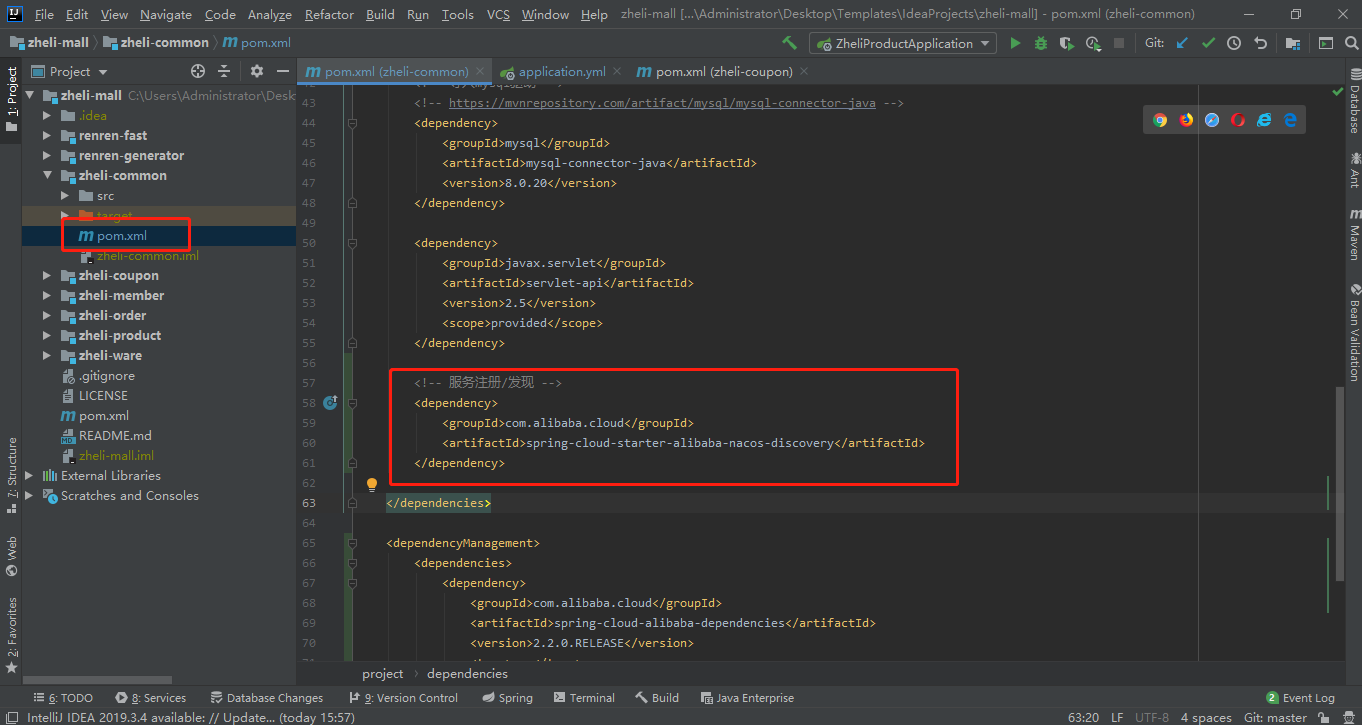 File Edit View Navigate Code Analyze Refactor Build Run Tools VCS Window Help zheli-mall [...\Administrator\Desktop\Templates\IdeaProjects\zheli-mall] - pom.xml (zheli-common)
zheli-mall zheli-common pom.xml ZheliProductApplication Git:
Project pom.xml (zheli-common) application.yml pom.xml (zheli-coupon)
1: Project
7: Structure
Web
2: Favorites
zheli-mall C:\Users\Administrator\Desk
.idea
renren-fast
renren-generator
zheli-common
src
target
pom.xml
zheli-common.iml
zheli-coupon
zheli-member
zheli-order
zheli-product
zheli-ware
.gitignore
LICENSE
pom.xml
README.md
zheli-mall.iml
External Libraries
Scratches and Consoles
43 <!-- https://mvnrepository.com/artifact/mysql/mysql-connector-java -->
44 <dependency>
45 <groupId>mysql</groupId>
46 <artifactId>mysql-connector-java</artifactId>
47 <version>8.0.20</version>
48 </dependency>
49
50 <dependency>
51 <groupId>javax.servlet</groupId>
52 <artifactId>servlet-api</artifactId>
53 <version>2.5</version>
54 <scope>provided</scope>
55 </dependency>
56
57 <!-- 服务注册/发现 -->
58 <dependency>
59 <groupId>com.alibaba.cloud</groupId>
60 <artifactId>spring-cloud-starter-alibaba-nacos-discovery</artifactId>
61 </dependency>
62
63 </dependencies>
64
65 <dependencyManagement>
66 <dependencies>
67 <dependency>
68 <groupId>com.alibaba.cloud</groupId>
69 <artifactId>spring-cloud-alibaba-dependencies</artifactId>
70 <version>2.2.0.RELEASE</version>
Database
Ant
Maven
Bean Validation
project dependencies
6: TODO 8: Services Database Changes 9: Version Control Spring Terminal Build Java Enterprise 2 Event Log
IntelliJ IDEA 2019.3.4 available: // Update... (today 15:57) 63:20 LF UTF-8 4 spaces Git: master